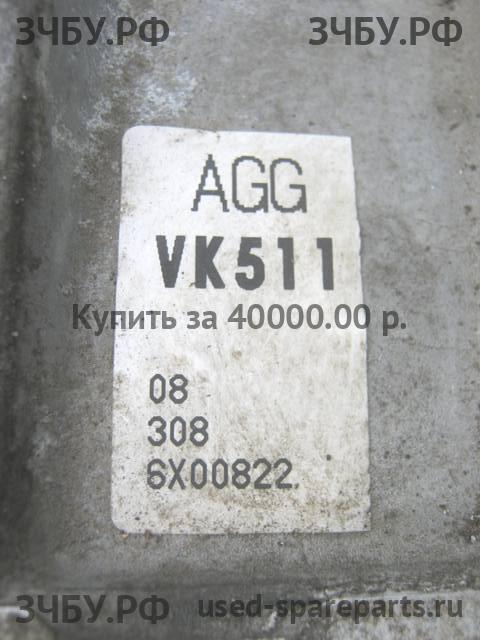 ЗЧБУ.РФ ЗЧБУ.РФ
AGG
VK511
Купить за 40000.00 р.
08
308
6X00822
ЗЧБУ.РФ used-spareparts.ru